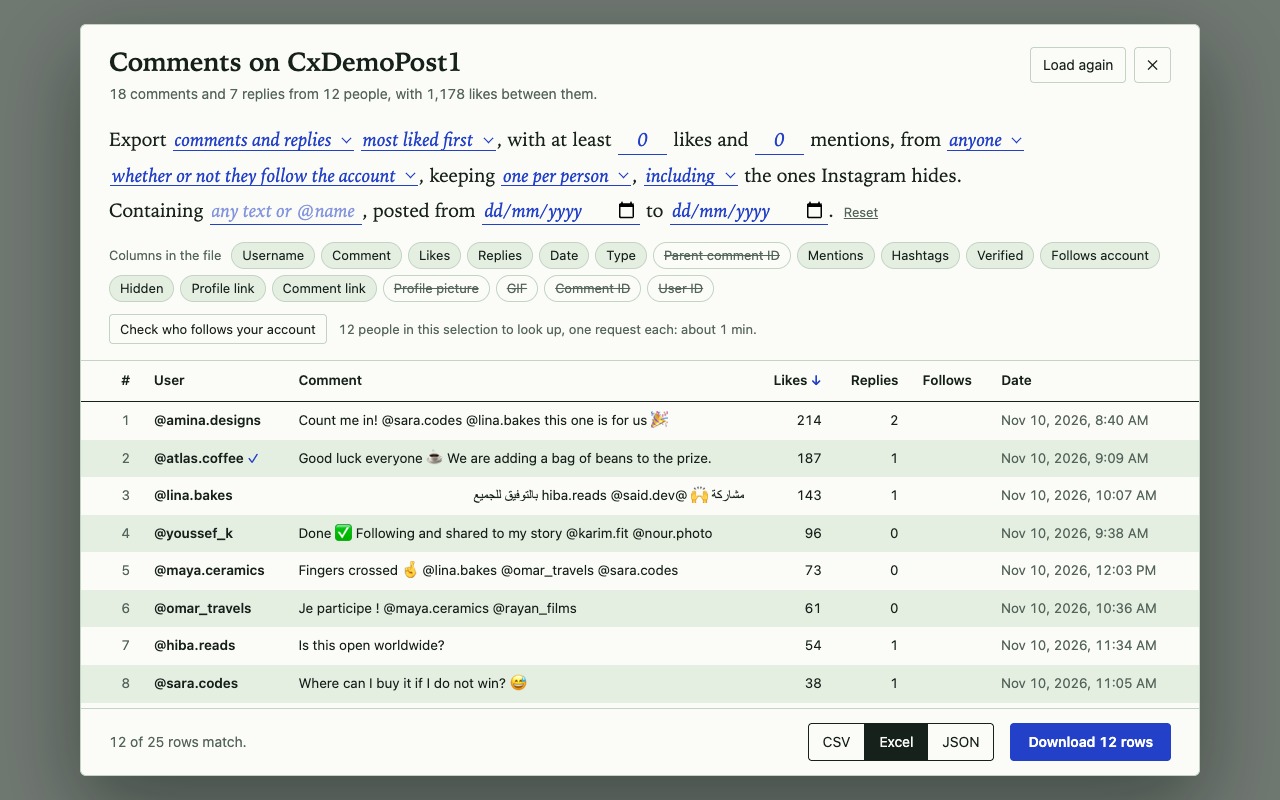 Comments on CxDemoPost1
Load again
18 comments and 7 replies from 12 people, with 1,178 likes between them.
Export comments and replies most liked first, with at least 0 likes and 0 mentions, from anyone
whether or not they follow the account, keeping one per person, including the ones Instagram hides.
Containing any text or @name, posted from dd/mm/yyyy to dd/mm/yyyy. Reset
Columns in the file Username Comment Likes Replies Date Type Parent comment ID Mentions Hashtags Verified Follows account
Hidden Profile link Comment link Profile picture GIF Comment ID User ID
Check who follows your account 12 people in this selection to look up, one request each: about 1 min.
# User Comment Likes ↓ Replies Follows Date
1 @amina.designs Count me in! @sara.codes @lina.bakes this one is for us 🎉 214 2 Nov 10, 2026, 8:40 AM
2 @atlas.coffee ✓ Good luck everyone ☕ We are adding a bag of beans to the prize. 187 1 Nov 10, 2026, 9:09 AM
3 @lina.bakes مشاركة 🙌 @hiba.reads @said.dev بالتوفيق للجميع 143 1 Nov 10, 2026, 10:07 AM
4 @youssef_k Done ✅ Following and shared to my story @karim.fit @nour.photo 96 0 Nov 10, 2026, 9:38 AM
5 @maya.ceramics Fingers crossed 🤞 @lina.bakes @omar_travels @sara.codes 73 0 Nov 10, 2026, 12:03 PM
6 @omar_travels Je participe ! @maya.ceramics @rayan_films 61 0 Nov 10, 2026, 10:36 AM
7 @hiba.reads Is this open worldwide? 54 1 Nov 10, 2026, 11:34 AM
8 @sara.codes Where can I buy it if I do not win? 😅 38 1 Nov 10, 2026, 11:05 AM
12 of 25 rows match. CSV Excel JSON Download 12 rows